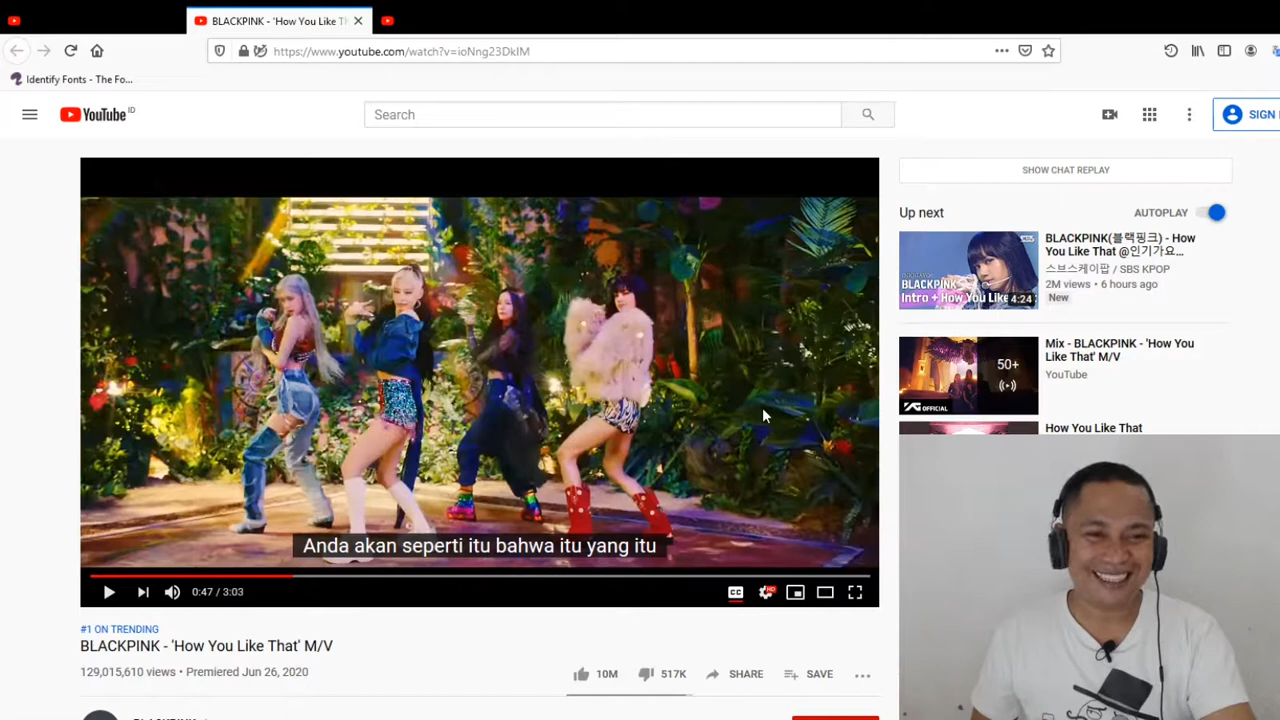 BLACKPINK - 'How You Like Th
https://www.youtube.com/watch?v=ioNng23DkIM
Identify Fonts - The Fo...
YouTube ID
Search
SIGN
SHOW CHAT REPLAY
Up next
AUTOPLAY
BLACKPINK
Intro + How You Like
4:24
BLACKPINK(블랙핑크) - How
You Like That @인기가요...
스브스케이팝 / SBS KPOP
2M views • 6 hours ago
New
50+
OFFICIAL
Mix - BLACKPINK - 'How You
Like That' M/V
YouTube
How You Like That
Anda akan seperti itu bahwa itu yang itu
0:47 / 3:03
CC
HD
#1 ON TRENDING
BLACKPINK - 'How You Like That' M/V
129,015,610 views • Premiered Jun 26, 2020
10M
517K
SHARE
SAVE